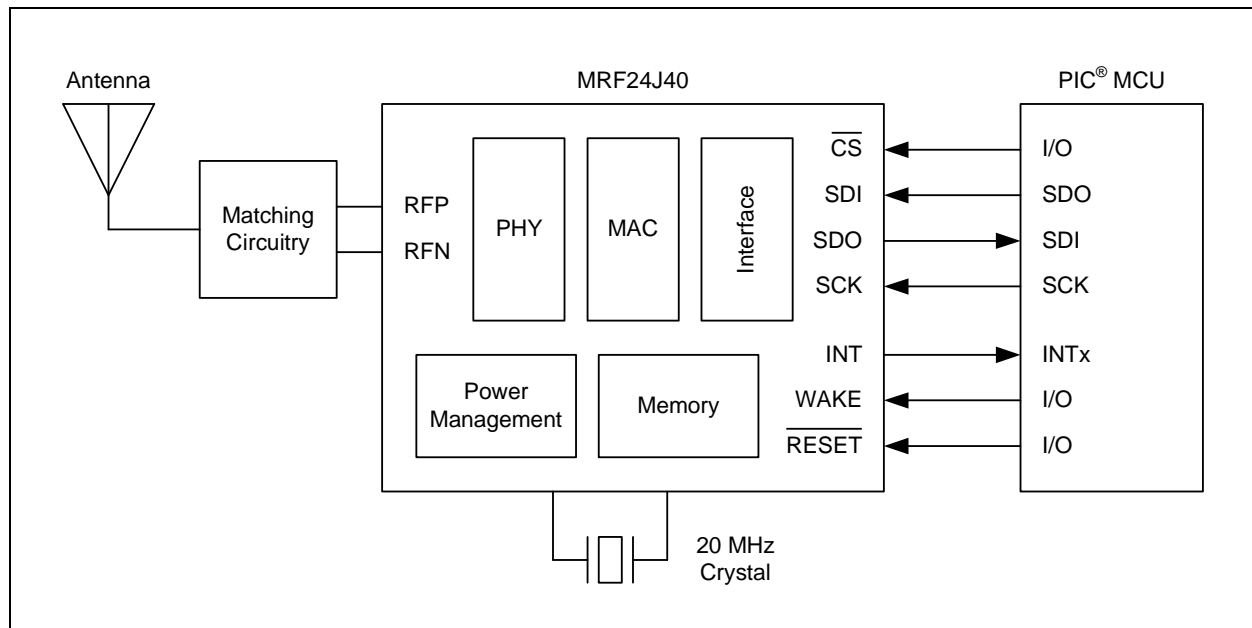 Antenna
MRF24J40
PIC® MCU
Matching
Circuitry
RFP
RFN
PHY
MAC
Interface
CS
SDI
SDO
SCK
INT
WAKE
RESET
I/O
SDO
SDI
SCK
INTx
I/O
I/O
Power
Management
Memory
20 MHz
Crystal